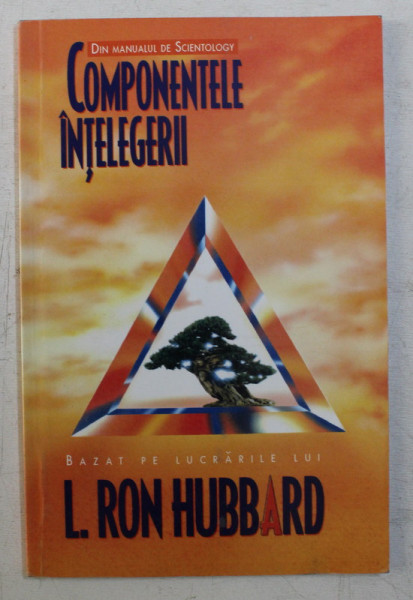 DIN MANUALUL DE SCIENTOLOGY
COMPONENTELE
ÎNȚELEGERII
BAZAT PE LUCRĂRILE LUI
L. RON HUBBARD